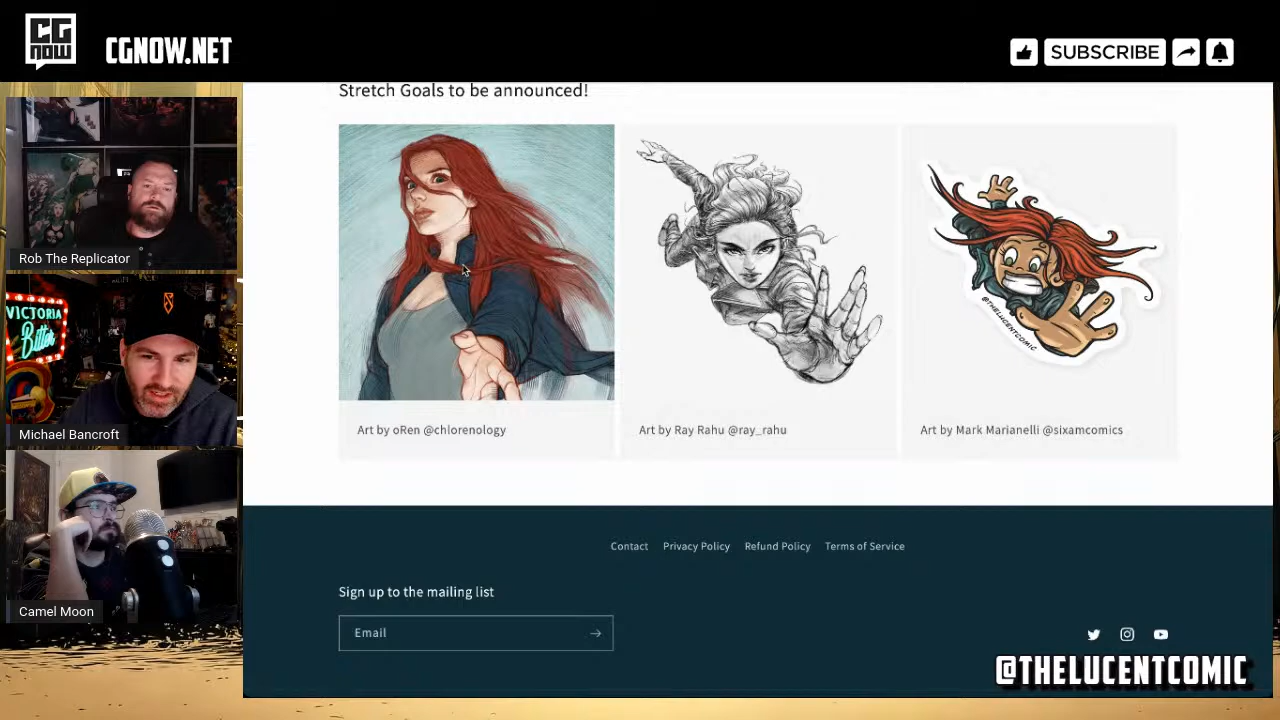 CG
NOW
CGNOW.NET
SUBSCRIBE
Stretch Goals to be announced!
Rob The Replicator
VICTORIA
Bitter
Michael Bancroft
Camel Moon
@THELUCENTCOMIC
Art by oRen @chlorenology
Art by Ray Rahu @ray_rahu
Art by Mark Marianelli @sixamcomics
Contact
Privacy Policy
Refund Policy
Terms of Service
Sign up to the mailing list
Email
@THELUCENTCOMIC